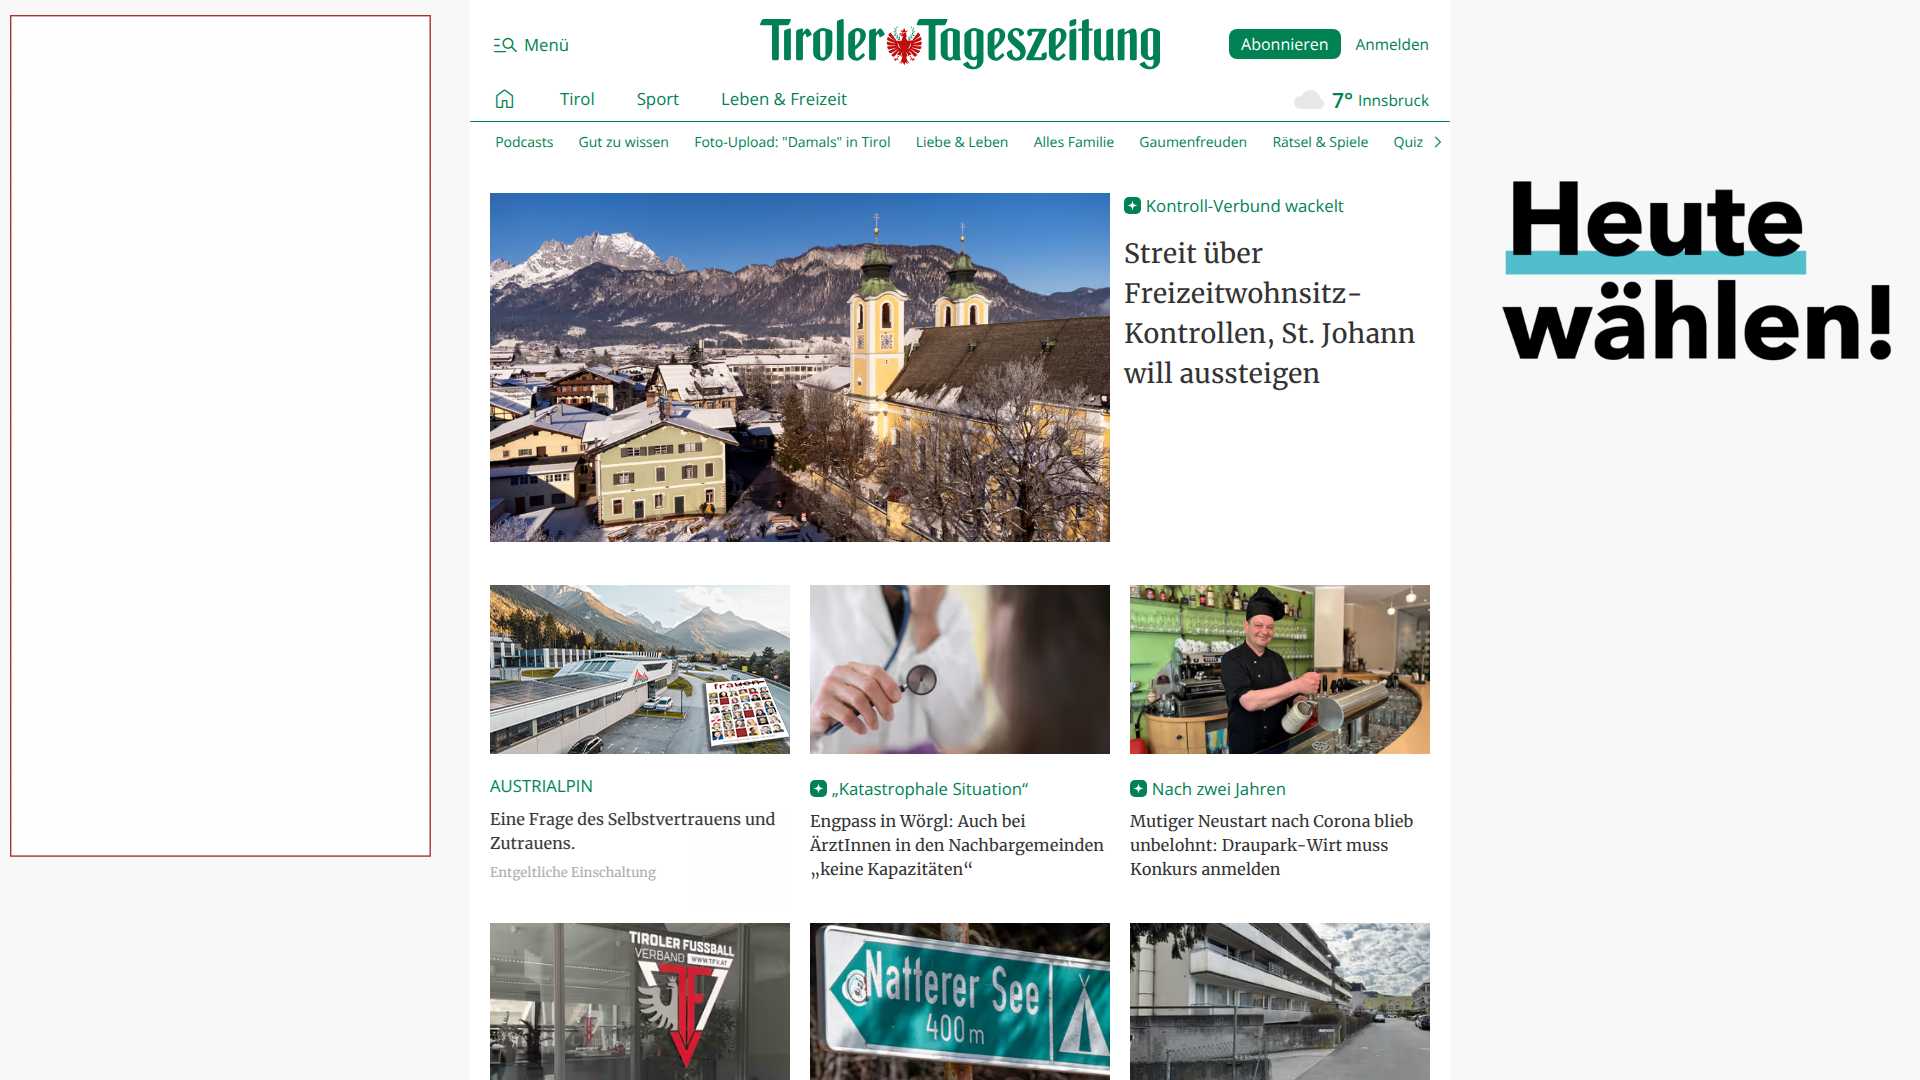 Menü
Tiroler Tageszeitung
Abonnieren
Anmelden
Tirol
Sport
Leben & Freizeit
7° Innsbruck
Podcasts
Gut zu wissen
Foto-Upload: "Damals" in Tirol
Liebe & Leben
Alles Familie
Gaumenfreuden
Rätsel & Spiele
Quiz
Kontroll-Verbund wackelt
Streit über
Freizeitwohnsitz-
Kontrollen, St. Johann
will aussteigen
Heute
wählen!
frauen
AUSTRIALPIN
Eine Frage des Selbstvertrauens und
Zutrauens.
Entgeltliche Einschaltung
„Katastrophale Situation“
Engpass in Wörgl: Auch bei
ÄrztInnen in den Nachbargemeinden
„keine Kapazitäten“
Nach zwei Jahren
Mutiger Neustart nach Corona blieb
unbelohnt: Draupark-Wirt muss
Konkurs anmelden
TIROLER FUSSBALL
VERBAND WWW.TFV.AT
Natterer See
400 m